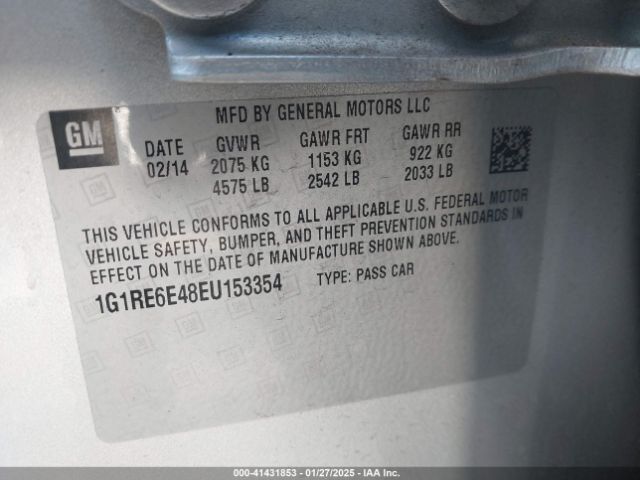 MFD BY GENERAL MOTORS LLC
GM
DATE GVWR GAWR FRT GAWR RR
02/14 2075 KG 1153 KG 922 KG
4575 LB 2542 LB 2033 LB
THIS VEHICLE CONFORMS TO ALL APPLICABLE U.S. FEDERAL MOTOR
VEHICLE SAFETY, BUMPER, AND THEFT PREVENTION STANDARDS IN
EFFECT ON THE DATE OF MANUFACTURE SHOWN ABOVE.
1G1RE6E48EU153354 TYPE: PASS CAR
000-41431853 - 01/27/2025 - IAA Inc.